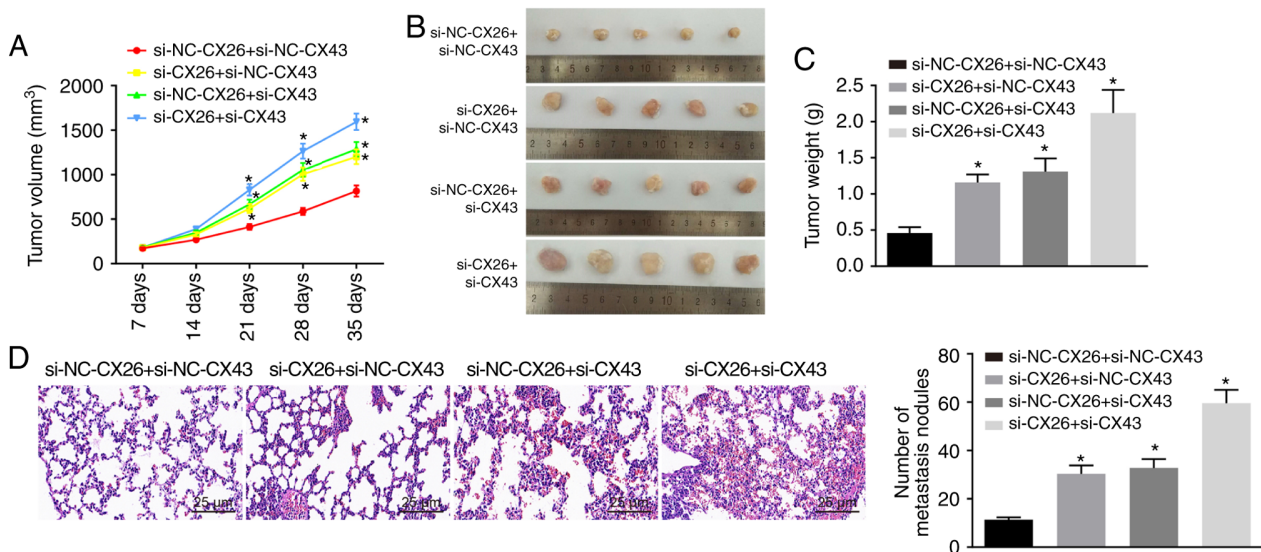 A
si-NC-CX26+si-NC-CX43
si-CX26+si-NC-CX43
si-NC-CX26+si-CX43
si-CX26+si-CX43
Tumor volume (mm³)
2000
1500
1000
500
0
*
*
*
*
*
*
*
*
*
7 days
14 days
21 days
28 days
35 days
B
si-NC-CX26+
si-NC-CX43
si-CX26+
si-NC-CX43
si-NC-CX26+
si-CX43
si-CX26+
si-CX43
C
si-NC-CX26+si-NC-CX43
si-CX26+si-NC-CX43
si-NC-CX26+si-CX43
si-CX26+si-CX43
Tumor weight (g)
2.5
2.0
1.5
1.0
0.5
0.0
*
*
*
D
si-NC-CX26+si-NC-CX43
si-CX26+si-NC-CX43
si-NC-CX26+si-CX43
si-CX26+si-CX43
25 μm
25 μm
25 μm
25 μm
si-NC-CX26+si-NC-CX43
si-CX26+si-NC-CX43
si-NC-CX26+si-CX43
si-CX26+si-CX43
Number of
metastasis nodules
80
60
40
20
0
*
*
*